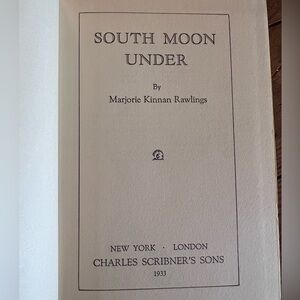 SOUTH MOON
UNDER
By
Marjorie Kinnan Rawlings
NEW YORK · LONDON
CHARLES SCRIBNER'S SONS
1933